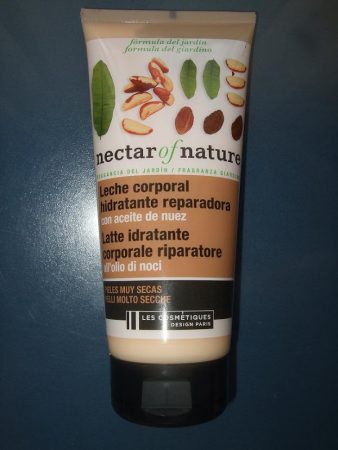 fórmula del jardín
formula del giardino
nectar of nature
FRAGANCIA DEL JARDÍN / FRAGRANZA GIARDINO
Leche corporal
hidratante reparadora
con aceite de nuez
Latte idratante
corporale riparatore
all'olio di noci
PIELES MUY SECAS
PELLI MOLTO SECCHE
LES COSMÉTIQUES
DESIGN PARIS